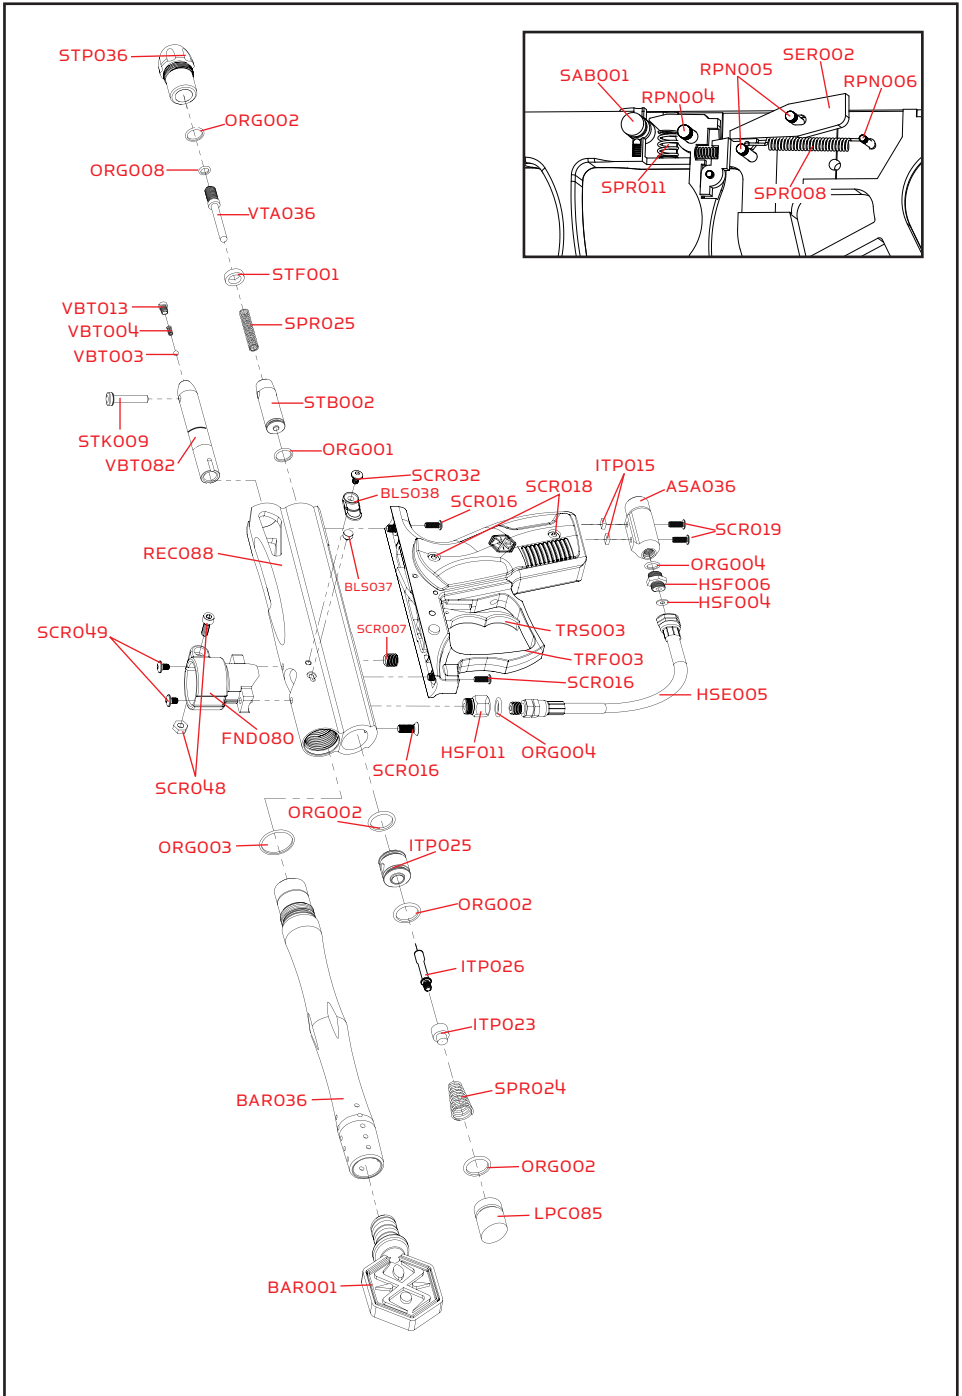 STP036
ORG002
ORG008
VTA036
STF001
VBT013
VBT004
VBT003
SPR025
STB002
STK009
VBT082
ORG001
SAB001
RPN004
RPN005
SER002
RPN006
SPR011
SPR008
SCR032
BLS038
SCR016
SCR018
ITP015
ASA036
SCR019
ORG004
HSF006
HSF004
REC088
BLS037
SCR049
SCR007
TRS003
TRF003
SCR016
HSE005
FND080
SCR048
HSF011
ORG004
SCR016
ORG002
ORG003
ITP025
ORG002
ITP026
ITP023
SPR024
BAR036
ORG002
LPC085
BAR001